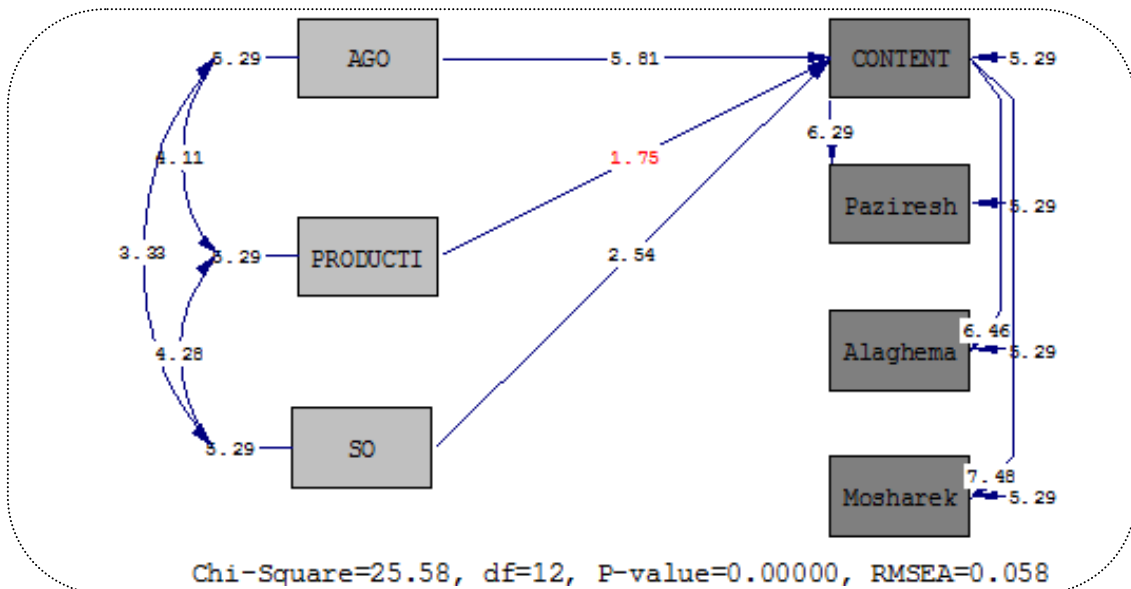 5.29
AGO
5.81
CONTENT
5.29
4.11
6.29
1.75
Paziresh
5.29
3.33
5.29
PRODUCTI
2.54
4.28
6.46
Alaghema
5.29
5.29
SO
7.48
Mosharek
5.29
Chi-Square=25.58, df=12, P-value=0.00000, RMSEA=0.058